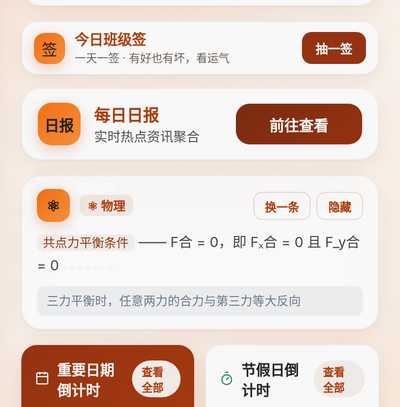 签
今日班级签
一天一签 · 有好也有坏，看运气
抽一签
日报
每日日报
实时热点资讯聚合
前往查看
⚛ ⚛ 物理
换一条
隐藏
共点力平衡条件 —— F合 = 0，即 Fₓ合 = 0 且 F_y合
= 0
三力平衡时，任意两力的合力与第三力等大反向
重要日期
倒计时
查看
全部
节假日倒
计时
查看
全部